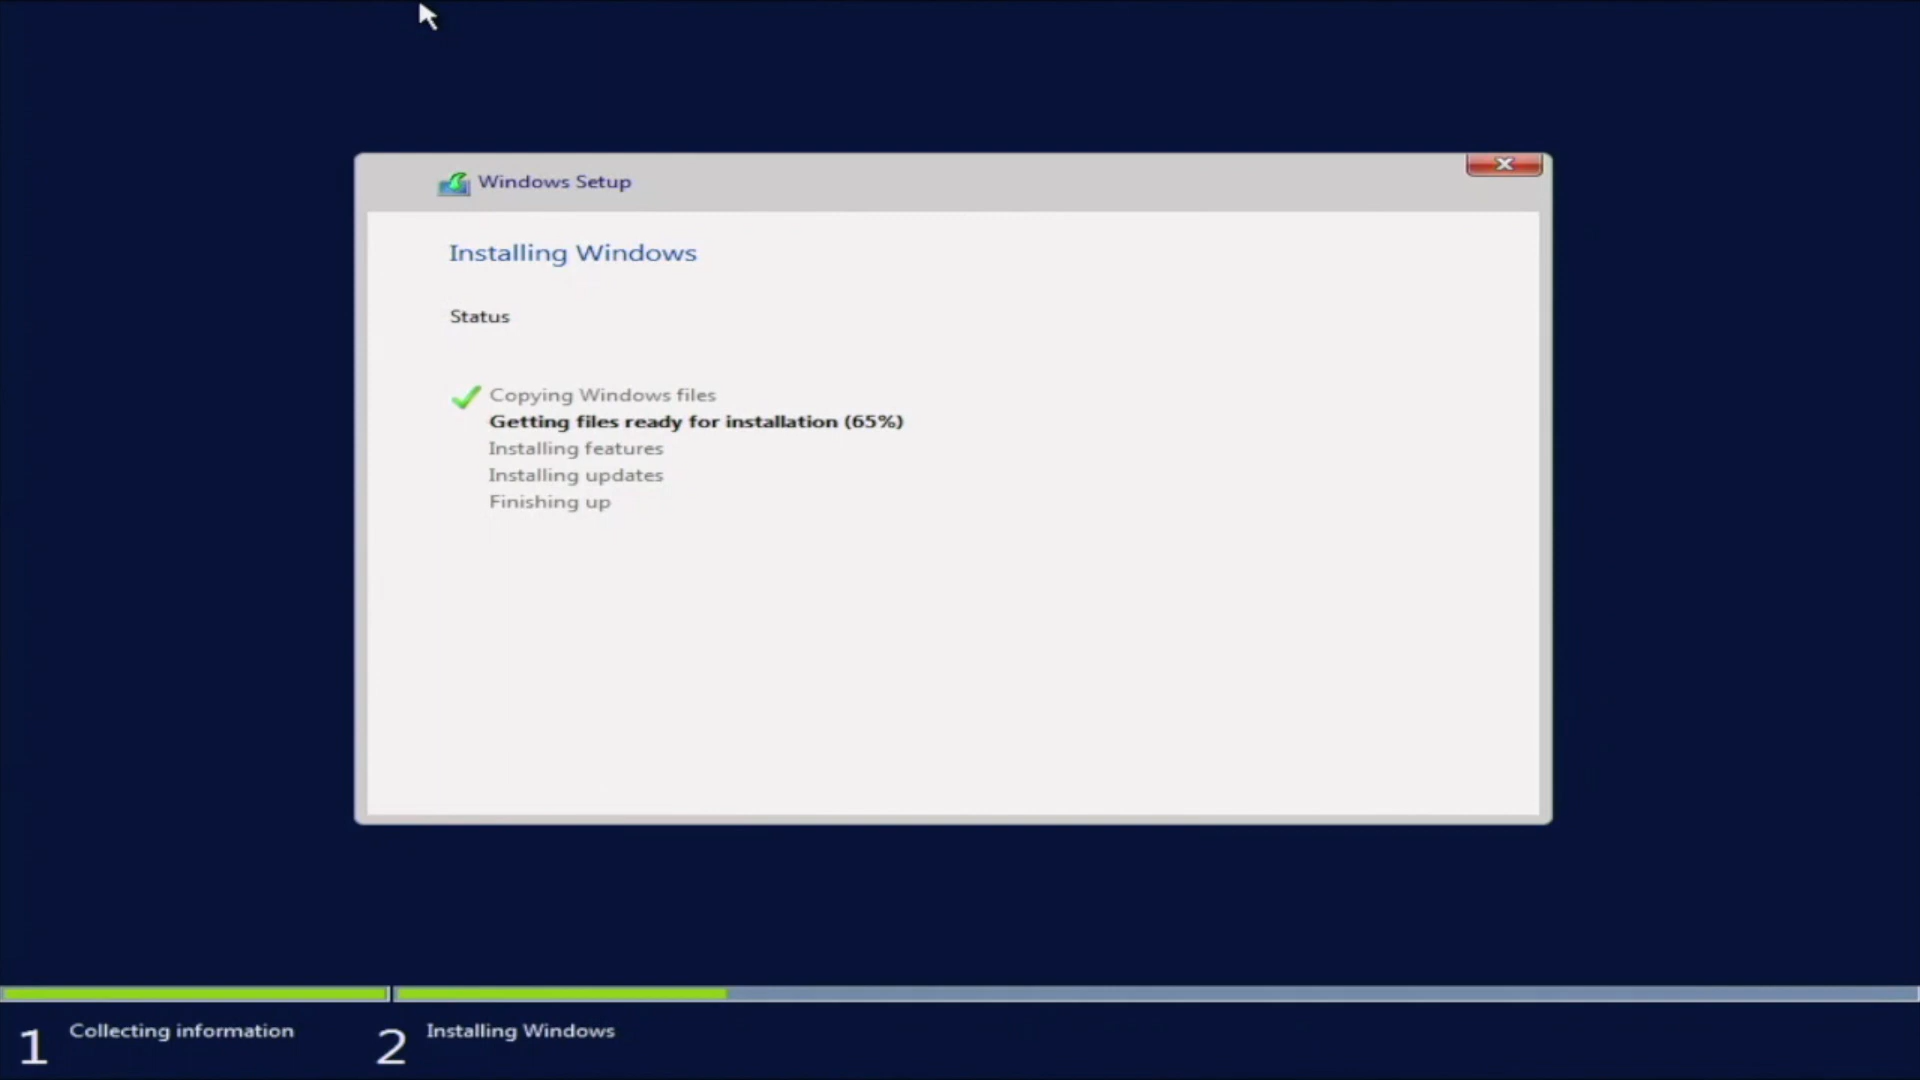 Windows Setup
Installing Windows
Status
Copying Windows files
Getting files ready for installation (65%)
Installing features
Installing updates
Finishing up
1 Collecting information
2 Installing Windows